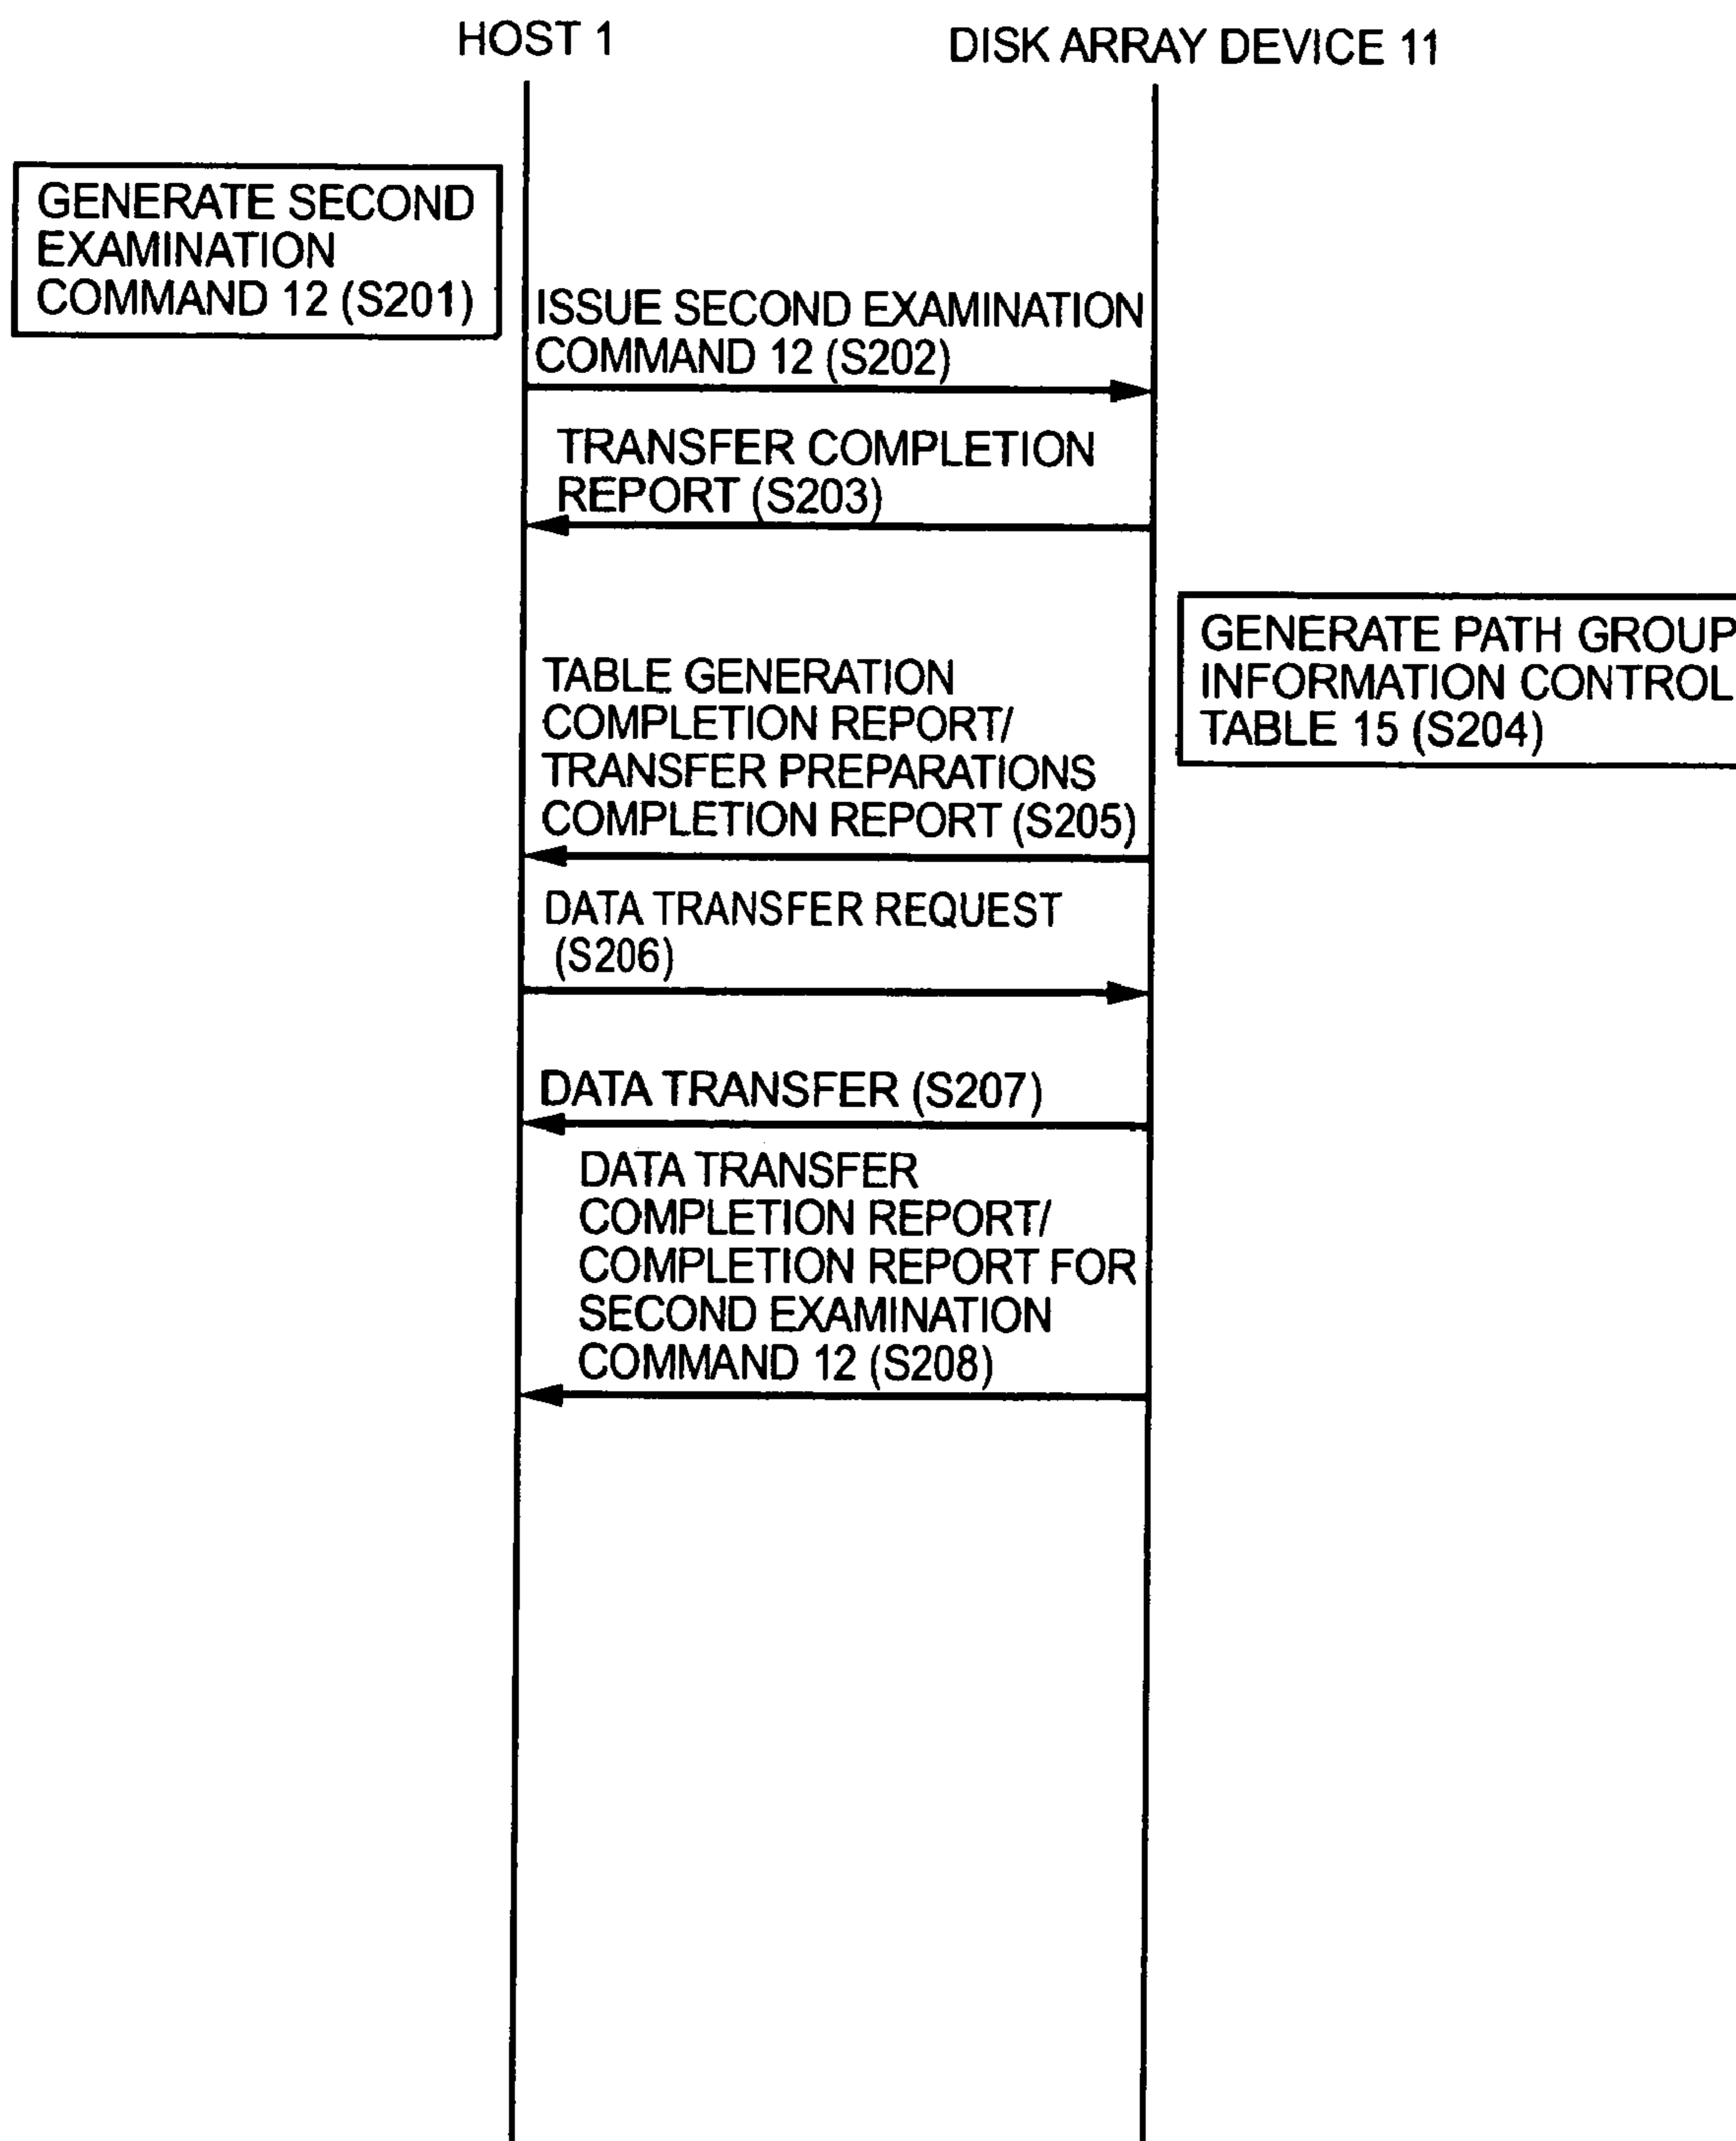 HOST 1
DISK ARRAY DEVICE 11
GENERATE SECOND
EXAMINATION
COMMAND 12 (S201)
ISSUE SECOND EXAMINATION
COMMAND 12 (S202)
TRANSFER COMPLETION
REPORT (S203)
GENERATE PATH GROUP
INFORMATION CONTROL
TABLE 15 (S204)
TABLE GENERATION
COMPLETION REPORT/
TRANSFER PREPARATIONS
COMPLETION REPORT (S205)
DATA TRANSFER REQUEST
(S206)
DATA TRANSFER (S207)
DATA TRANSFER
COMPLETION REPORT/
COMPLETION REPORT FOR
SECOND EXAMINATION
COMMAND 12 (S208)